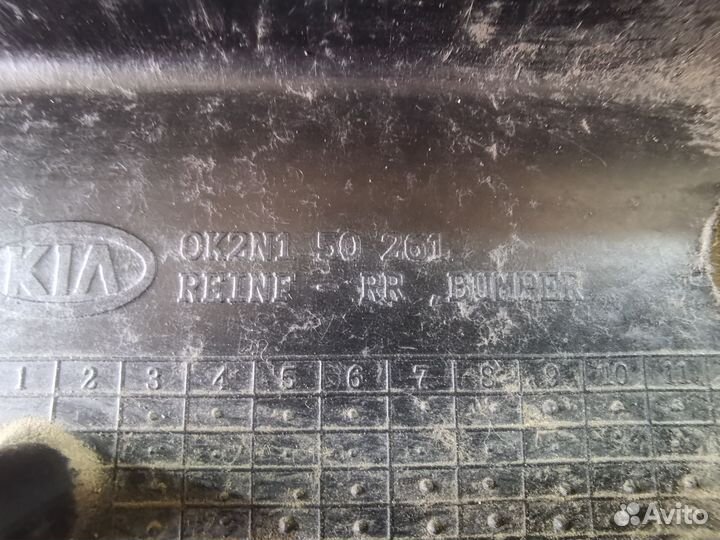 KIA
0K2N1 50 261
REINF - RR BUMPER
1 2 3 4 5 6 7 8 9 10 11
Avito